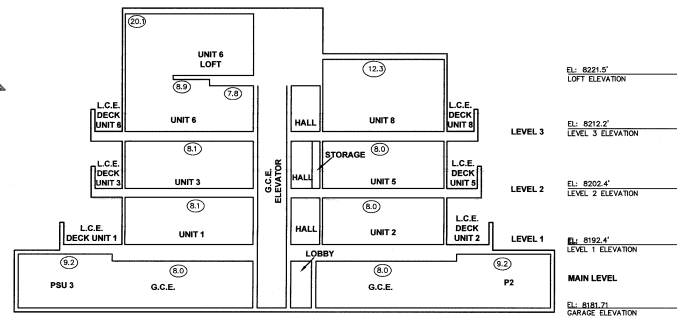 20.1
UNIT 6
LOFT
12.3
EL: 8221.5'
LOFT ELEVATION
8.9
7.8
L.C.E.
DECK
UNIT 6
UNIT 6
HALL
UNIT 8
L.C.E.
DECK
UNIT 8
LEVEL 3
EL: 8212.2'
LEVEL 3 ELEVATION
8.1
STORAGE
8.0
L.C.E.
DECK
UNIT 3
UNIT 3
G.C.E.
ELEVATOR
HALL
UNIT 5
L.C.E.
DECK
UNIT 5
LEVEL 2
EL: 8202.4'
LEVEL 2 ELEVATION
8.1
8.0
L.C.E.
DECK UNIT 1
UNIT 1
HALL
UNIT 2
L.C.E.
DECK
UNIT 2
LEVEL 1
EL: 8192.4'
LEVEL 1 ELEVATION
LOBBY
9.2
8.0
8.0
9.2
PSU 3
G.C.E.
G.C.E.
P2
MAIN LEVEL
EL: 8181.71
GARAGE ELEVATION